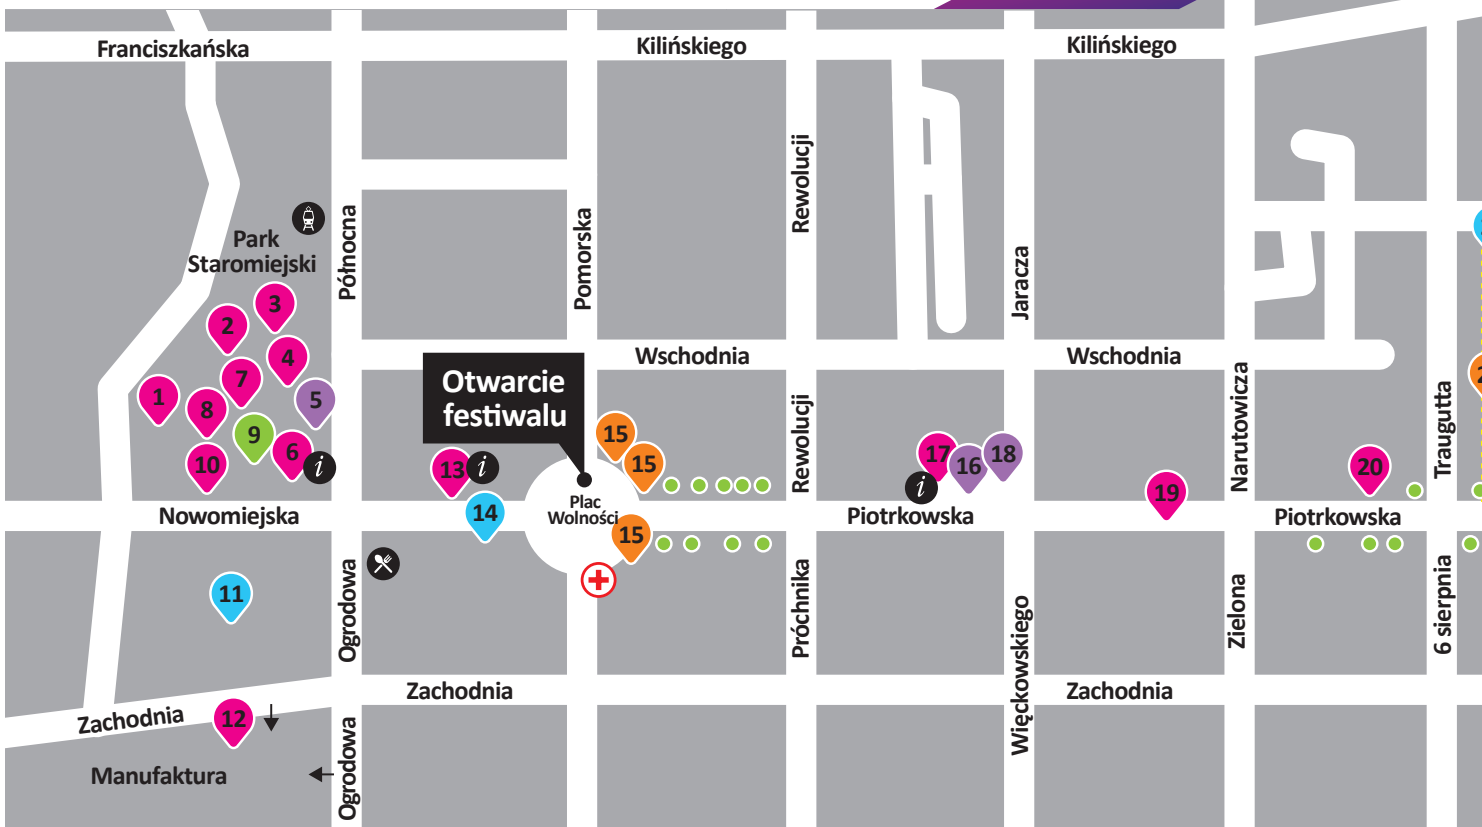 Franciszkańska
Kilińskiego
Kilińskiego
Park
Staromiejski
Północna
Pomorska
Rewolucji
Jaracza
3
2
4
7
1
8
5
9
6
10
i
Wschodnia
Wschodnia
Otwarcie
festiwalu
Narutowicza
Traugutta
Rewolucji
15
15
13
i
14
17
16
18
i
20
19
Plac
Wolności
15
Nowomiejska
Piotrkowska
Piotrkowska
11
Ogrodowa
Próchnika
Więckowskiego
Zielona
6 sierpnia
Zachodnia
Zachodnia
Zachodnia
12
Manufaktura
Ogrodowa